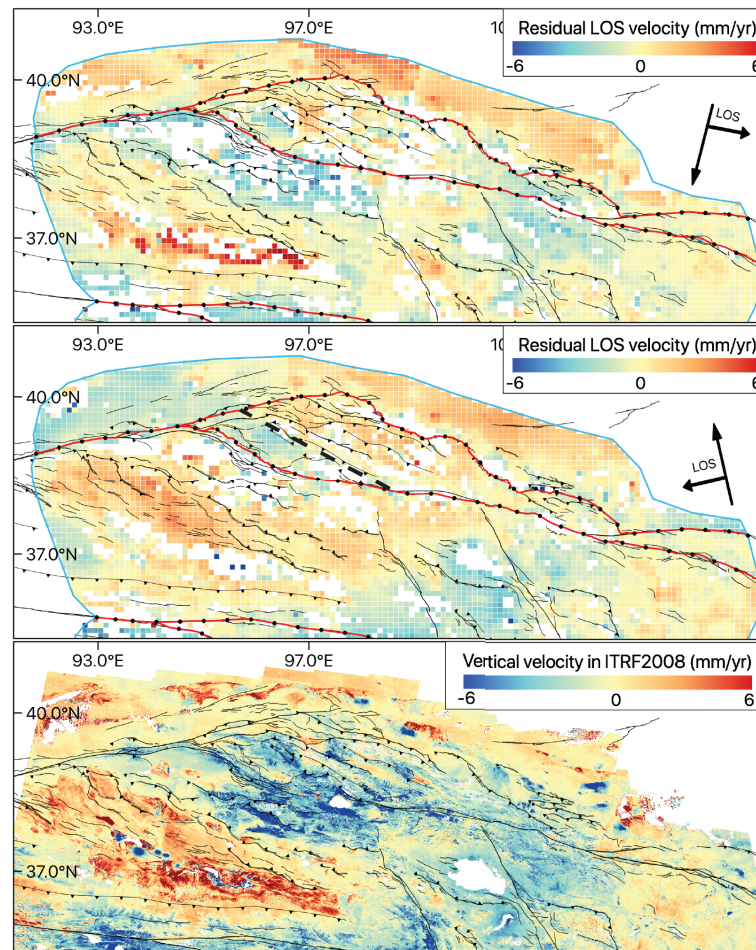 93.0°E 97.0°E 10
Residual LOS velocity (mm/yr)
-6 0 6
40.0°N
LOS
37.0°N
93.0°E 97.0°E 10
Residual LOS velocity (mm/yr)
-6 0 6
40.0°N
LOS
37.0°N
93.0°E 97.0°E
Vertical velocity in ITRF2008 (mm/yr)
-6 0 6
40.0°N
37.0°N